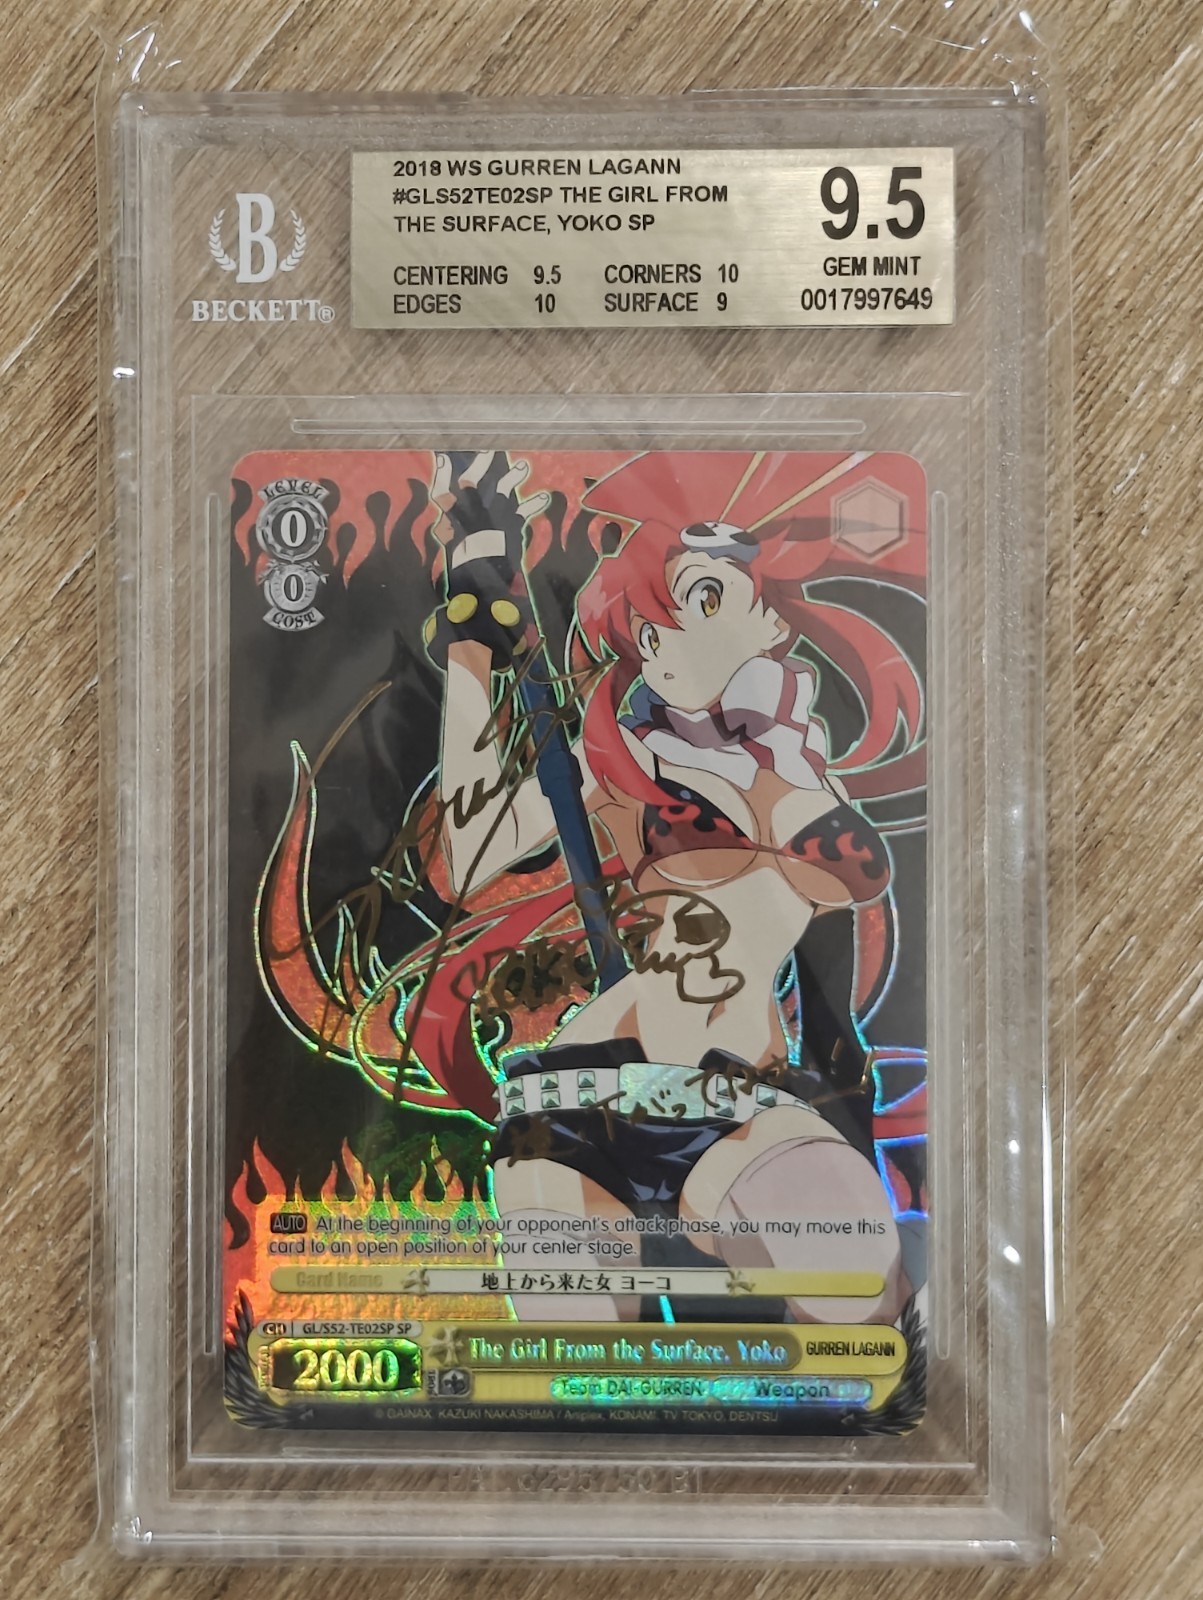 2018 WS GURREN LAGANN
#GLS52TE02SP THE GIRL FROM
THE SURFACE, YOKO SP
CENTERING 9.5 CORNERS 10
EDGES 10 SURFACE 9
9.5
GEM MINT
0017997649
B
BECKETT®
LEVEL
0
0
COST
YOKO
AUTO At the beginning of your opponent's attack phase, you may move this
card to an open position of your center stage.
Card Name 地上から来た女 ヨーコ
CH GL/S52-TE02SP SP
The Girl From the Surface, Yoko
GURREN LAGANN
2000
Team DAI-GURREN Weapon
© GAINAX, KAZUKI NAKASHIMA / Aniplex, KONAMI, TV TOKYO, DENTSU